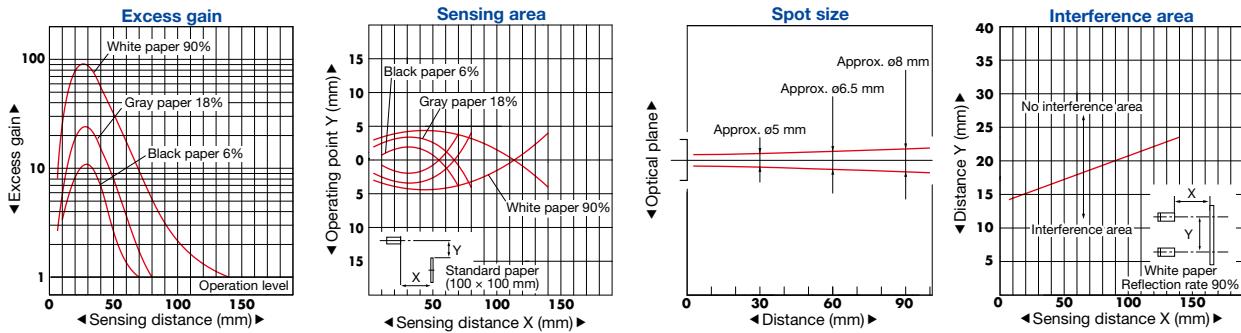 Excess gain
100
10
1
0
50
100
150
◄Excess gain►
◄Sensing distance (mm)►
White paper 90%
Gray paper 18%
Black paper 6%
Operation level
Sensing area
15
10
5
0
5
10
15
0
50
100
150
◄Operating point Y (mm)►
◄Sensing distance X (mm)►
Black paper 6%
Gray paper 18%
White paper 90%
Y
X
Standard paper
(100 × 100 mm)
Spot size
◄Optical plane►
0
30
60
90
◄Distance (mm)►
Approx. ø8 mm
Approx. ø6.5 mm
Approx. ø5 mm
Interference area
40
35
30
25
20
15
10
5
0
50
100
150
◄Distance Y (mm)►
◄Sensing distance X (mm)►
No interference area
Interference area
X
Y
White paper
Reflection rate 90%